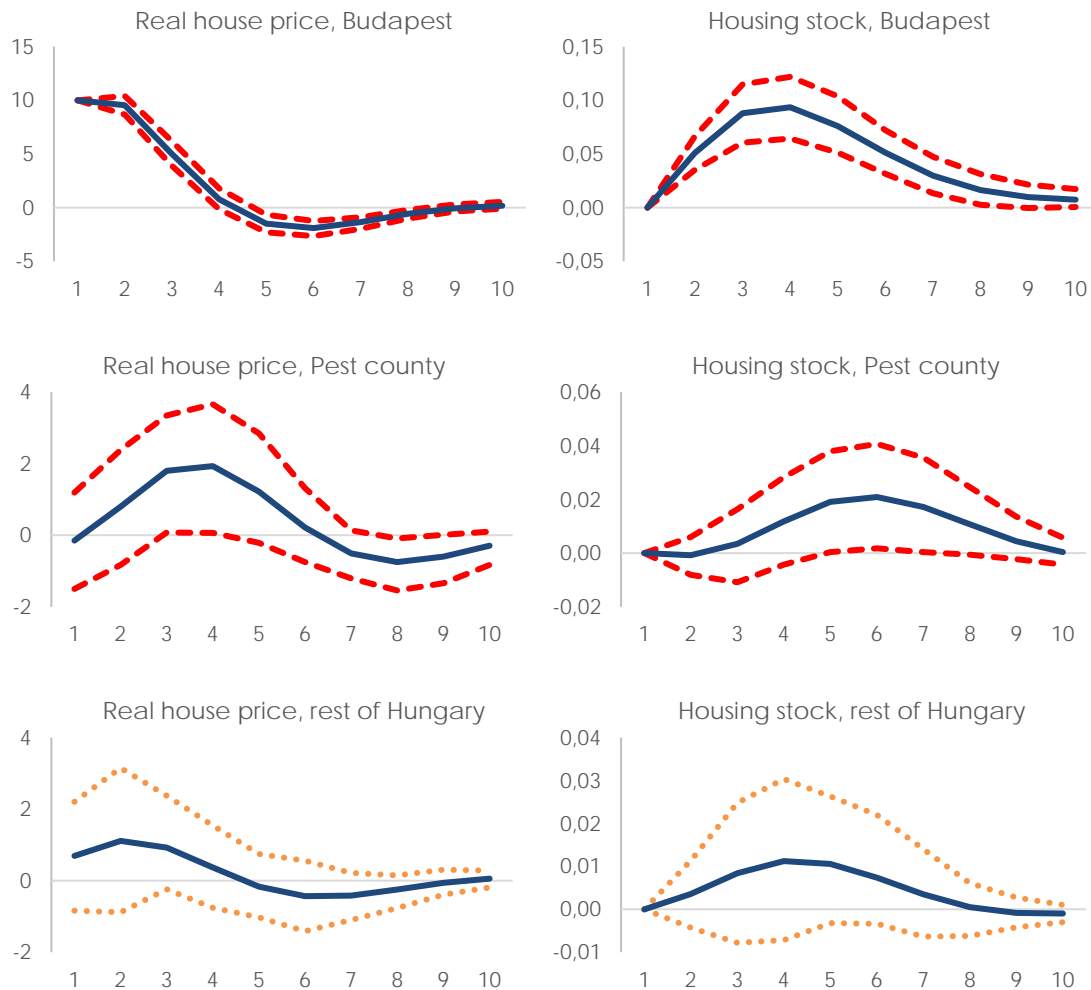 Real house price, Budapest
15
10
5
0
-5
1 2 3 4 5 6 7 8 9 10
Housing stock, Budapest
0,15
0,10
0,05
0,00
-0,05
1 2 3 4 5 6 7 8 9 10
Real house price, Pest county
4
2
0
-2
1 2 3 4 5 6 7 8 9 10
Housing stock, Pest county
0,06
0,04
0,02
0,00
-0,02
1 2 3 4 5 6 7 8 9 10
Real house price, rest of Hungary
4
2
0
-2
1 2 3 4 5 6 7 8 9 10
Housing stock, rest of Hungary
0,04
0,03
0,02
0,01
0,00
-0,01
1 2 3 4 5 6 7 8 9 10